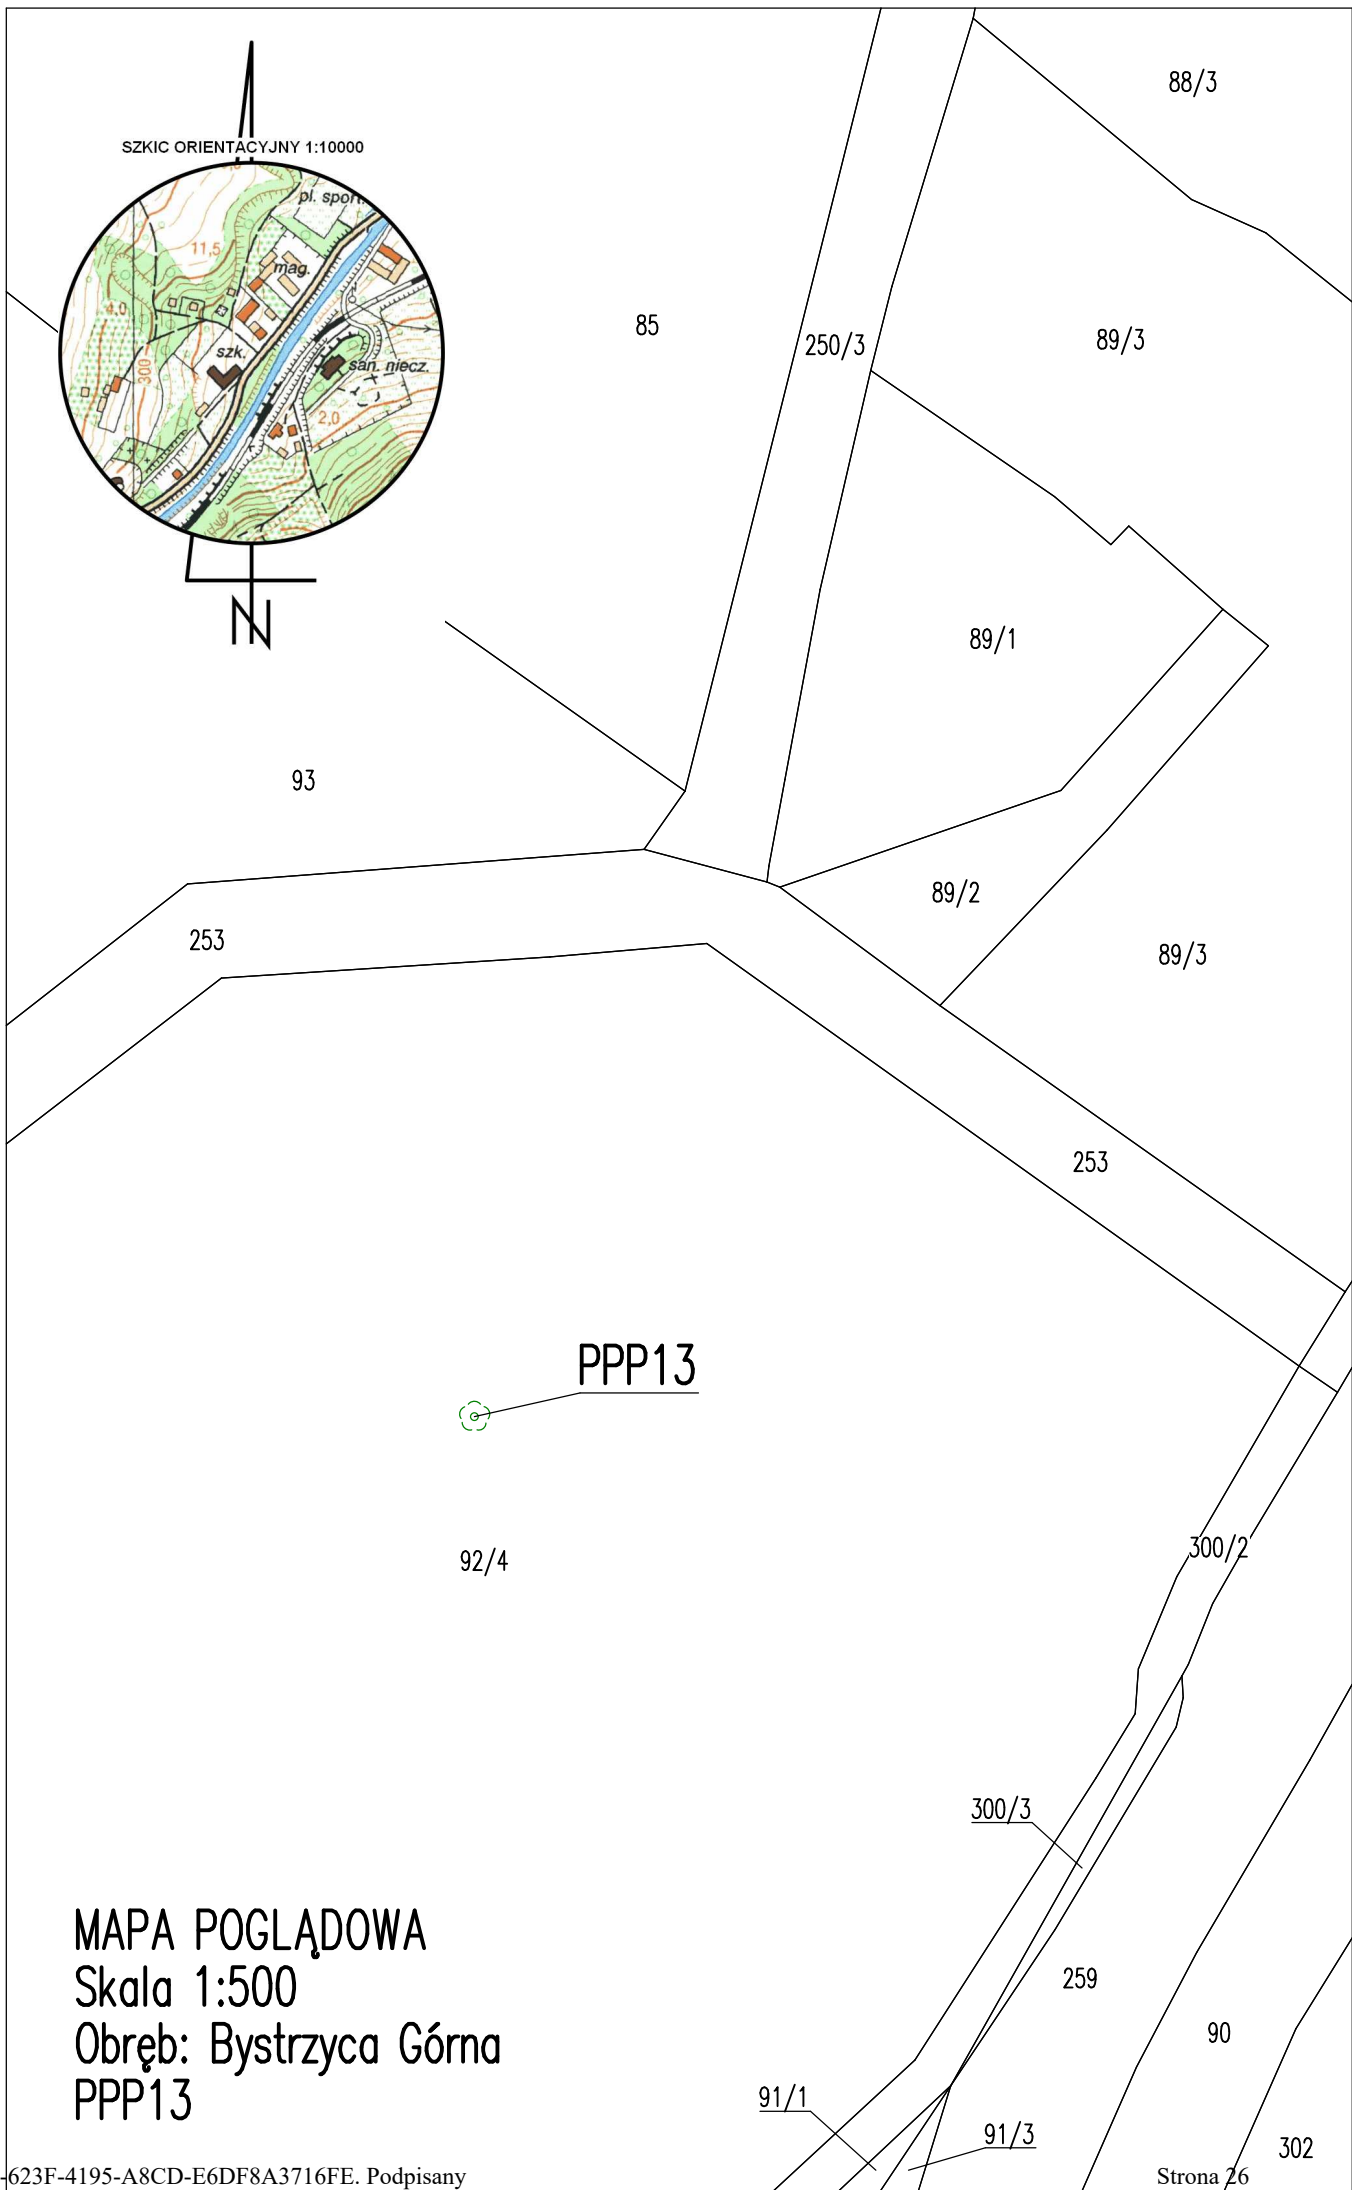 SZKIC ORIENTACYJNY 1:10000
pl. sport.
11,5
mag.
4,0
szk.
300
san. niecz.
2,0
N
88/3
85
250/3
89/3
89/1
93
89/2
253
89/3
253
PPP13
92/4
300/2
300/3
259
90
91/1
91/3
302
MAPA POGLĄDOWA
Skala 1:500
Obręb: Bystrzyca Górna
PPP13
-623F-4195-A8CD-E6DF8A3716FE. Podpisany
Strona 26